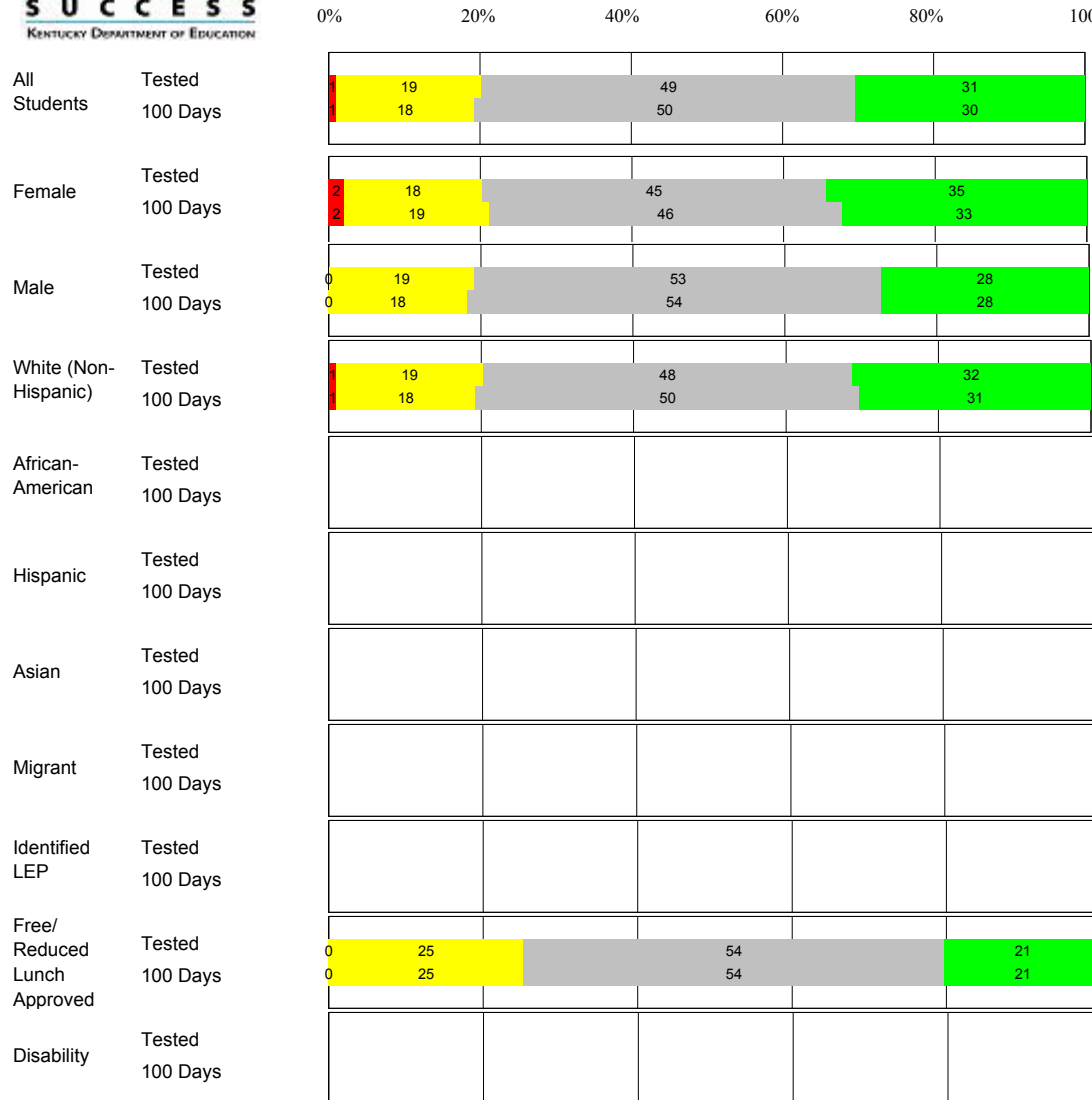 SUCCESS
KENTUCKY DEPARTMENT OF EDUCATION
0% 20% 40% 60% 80% 100
All Students
Tested 1 19 49 31
100 Days 1 18 50 30
Female
Tested 2 18 45 35
100 Days 2 19 46 33
Male
Tested 0 19 53 28
100 Days 0 18 54 28
White (Non-
Hispanic)
Tested 1 19 48 32
100 Days 1 18 50 31
African-
American
Tested
100 Days
Hispanic
Tested
100 Days
Asian
Tested
100 Days
Migrant
Tested
100 Days
Identified
LEP
Tested
100 Days
Free/
Reduced
Lunch
Approved
Tested 0 25 54 21
100 Days 0 25 54 21
Disability
Tested
100 Days